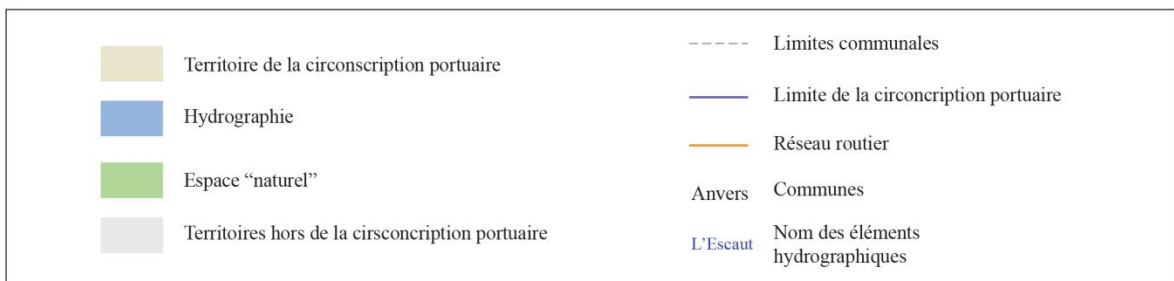 Territoire de la circonscription portuaire
Hydrographie
Espace “naturel”
Territoires hors de la cirsconcription portuaire
Limites communales
Limite de la circoncription portuaire
Réseau routier
Anvers Communes
L’Escaut Nom des éléments
hydrographiques